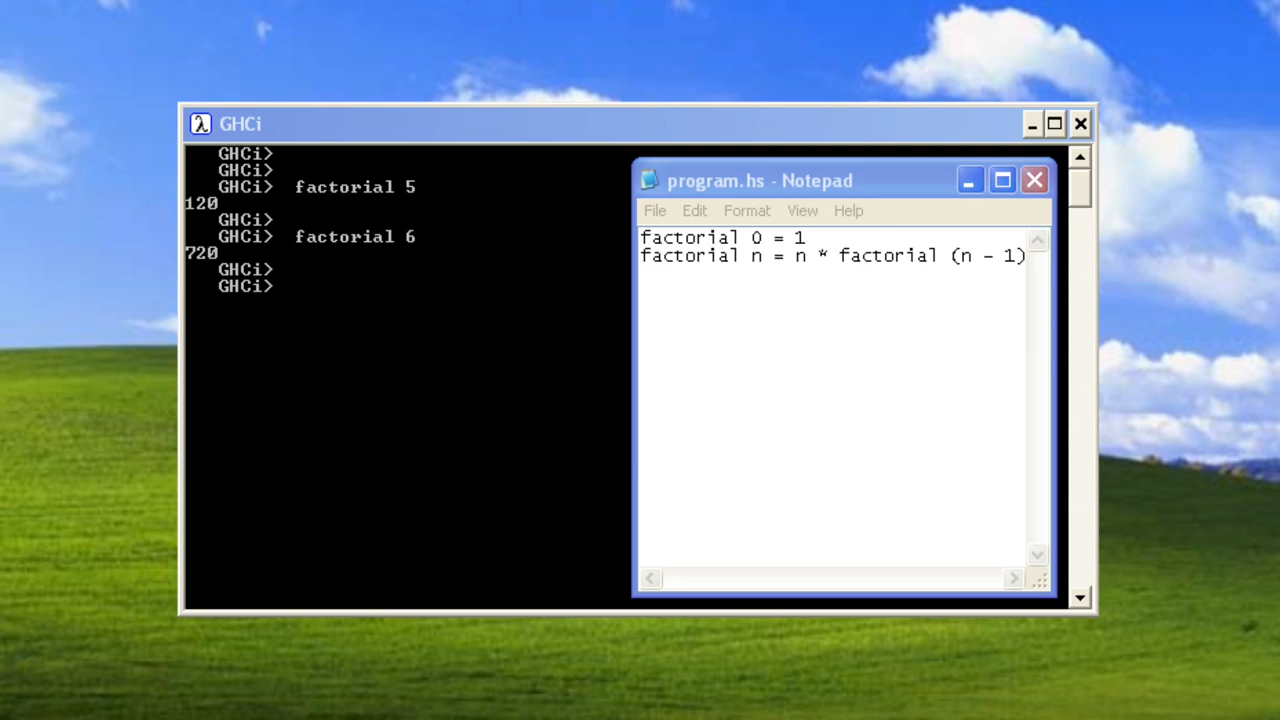 GHCi
GHCi>
GHCi>
GHCi> factorial 5
120
GHCi>
GHCi> factorial 6
720
GHCi>
GHCi>
program.hs - Notepad
File Edit Format View Help
factorial 0 = 1
factorial n = n * factorial (n - 1)